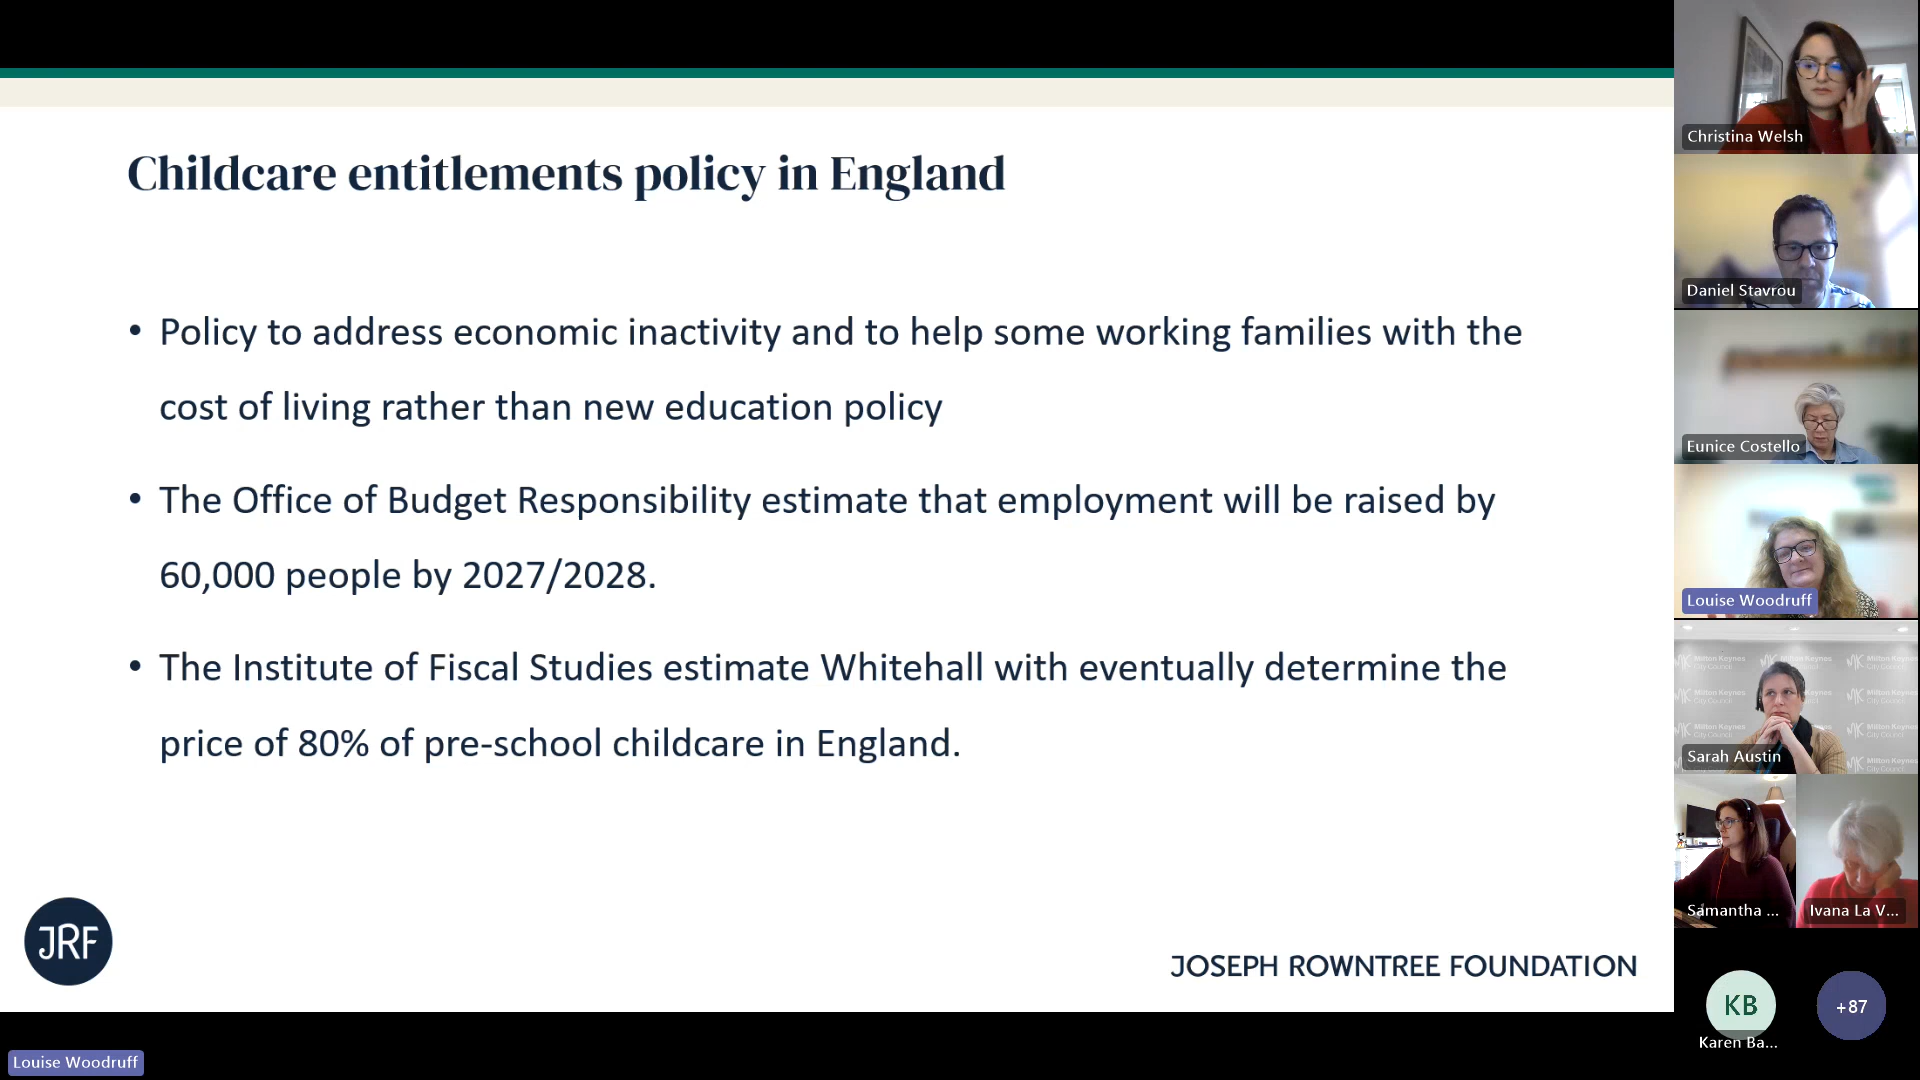 Childcare entitlements policy in England
• Policy to address economic inactivity and to help some working families with the
cost of living rather than new education policy
• The Office of Budget Responsibility estimate that employment will be raised by
60,000 people by 2027/2028.
• The Institute of Fiscal Studies estimate Whitehall with eventually determine the
price of 80% of pre-school childcare in England.
JRF
JOSEPH ROWNTREE FOUNDATION
Louise Woodruff
Christina Welsh
Daniel Stavrou
Eunice Costello
Louise Woodruff
Milton Keynes
City Council
Sarah Austin
Samantha ...
Ivana La V...
KB
Karen Ba...
+87